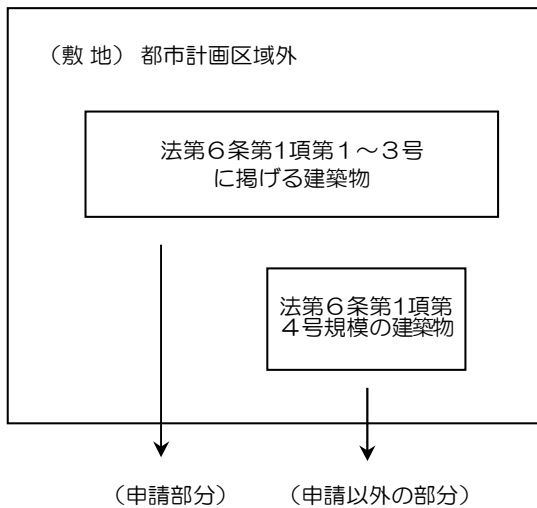 （敷 地） 都市計画区域外
法第６条第１項第１～３号
に掲げる建築物
法第６条第１項第
４号規模の建築物
（申請部分）
（申請以外の部分）